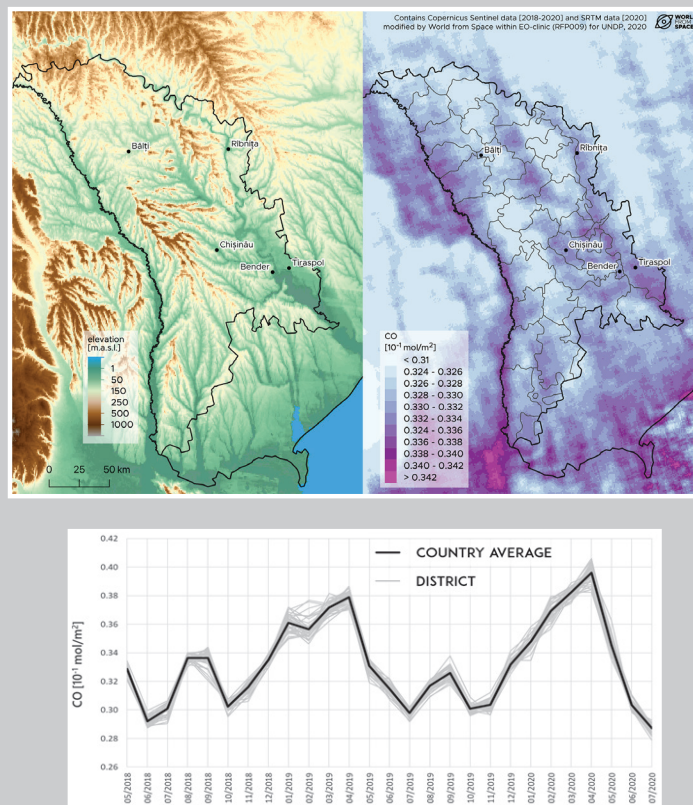 Contains Copernicus Sentinel data [2018-2020] and SRTM data [2020]
modified by World from Space within EO-clinic (RFP009) for UNDP, 2020
WORLD
FROM
SPACE
Bălți
Rîbnița
Chișinău
Bender
Tiraspol
elevation
[m.a.s.l.]
1
50
150
250
500
1000
0 25 50 km
Bălți
Rîbnița
Chișinău
Bender
Tiraspol
CO
[10⁻¹ mol/m²]
< 0.31
0.324 - 0.326
0.326 - 0.328
0.328 - 0.330
0.330 - 0.332
0.332 - 0.334
0.324 - 0.336
0.336 - 0.338
0.338 - 0.340
0.340 - 0.342
> 0.342
COUNTRY AVERAGE
DISTRICT
CO [10⁻¹ mol/m²]
0.42
0.40
0.38
0.36
0.34
0.32
0.30
0.28
0.26
05/2018
06/2018
07/2018
08/2018
09/2018
10/2018
11/2018
12/2018
01/2019
02/2019
03/2019
04/2019
05/2019
06/2019
07/2019
08/2019
09/2019
10/2019
11/2019
12/2019
01/2020
02/2020
03/2020
04/2020
05/2020
06/2020
07/2020